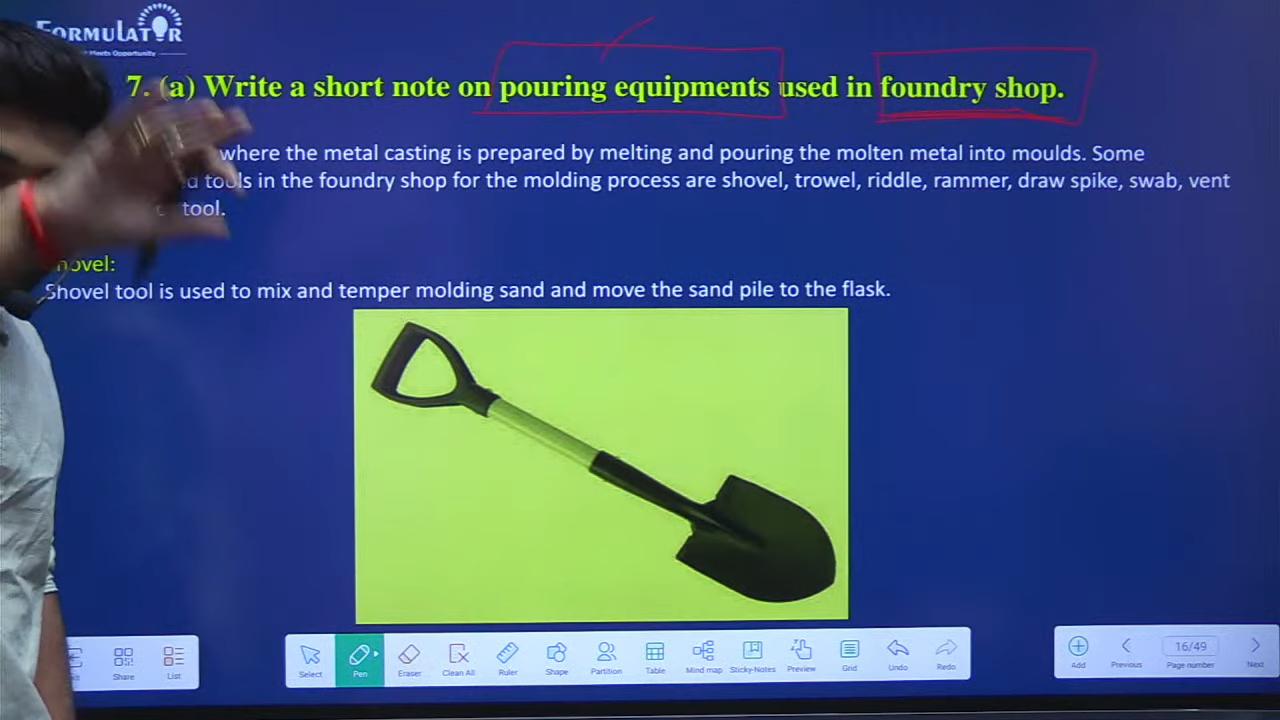 FORMULATOR
Meets Opportunity
7. (a) Write a short note on pouring equipments used in foundry shop.
where the metal casting is prepared by melting and pouring the molten metal into moulds. Some
tools in the foundry shop for the molding process are shovel, trowel, riddle, rammer, draw spike, swab, vent
tool.
hovel:
Shovel tool is used to mix and temper molding sand and move the sand pile to the flask.
Share
List
Select
Pen
Eraser
Clean All
Ruler
Shape
Partition
Table
Mind map
Sticky-Notes
Preview
Grid
Undo
Redo
Add
Previous
16/49
Page number
Next